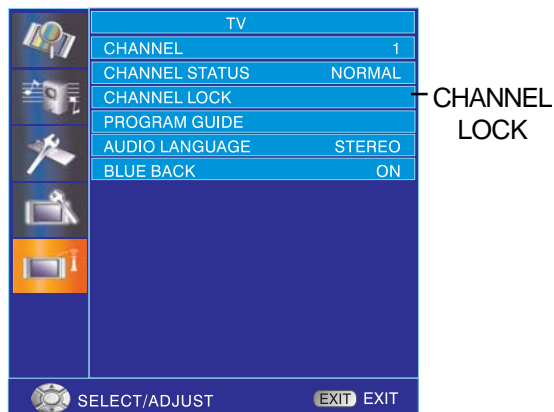 TV
CHANNEL 1
CHANNEL STATUS NORMAL
CHANNEL LOCK
PROGRAM GUIDE
AUDIO LANGUAGE STEREO
BLUE BACK ON
CHANNEL
LOCK
SELECT/ADJUST EXIT EXIT